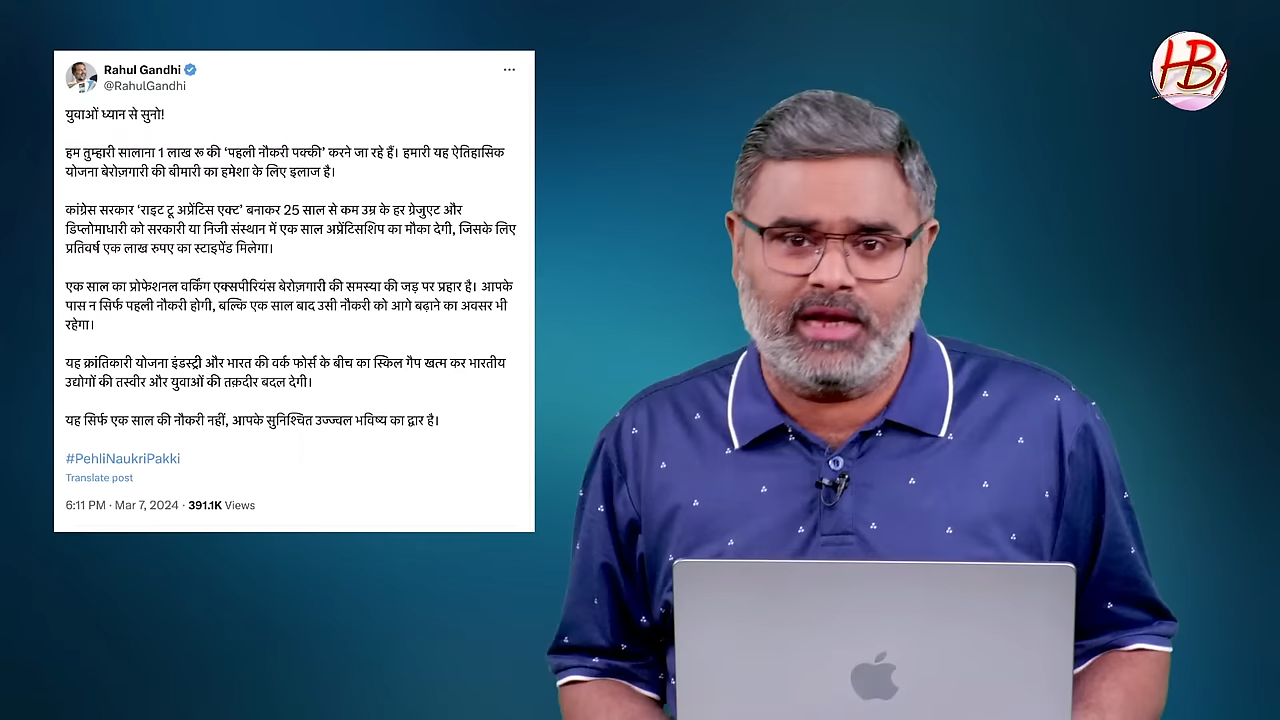 Rahul Gandhi
@RahulGandhi
युवाओं ध्यान से सुनो!
हम तुम्हारी सालाना 1 लाख रू की ‘पहली नौकरी पक्की’ करने जा रहे हैं। हमारी यह ऐतिहासिक
योजना बेरोज़गारी की बीमारी का हमेशा के लिए इलाज है।
कांग्रेस सरकार ‘राइट टू अप्रेंटिस एक्ट’ बनाकर 25 साल से कम उम्र के हर ग्रेजुएट और
डिप्लोमाधारी को सरकारी या निजी संस्थान में एक साल अप्रेंटिसशिप का मौका देगी, जिसके लिए
प्रतिवर्ष एक लाख रुपए का स्टाइपेंड मिलेगा।
एक साल का प्रोफेशनल वर्किंग एक्सपीरियंस बेरोज़गारी की समस्या की जड़ पर प्रहार है। आपके
पास न सिर्फ पहली नौकरी होगी, बल्कि एक साल बाद उसी नौकरी को आगे बढ़ाने का अवसर भी
रहेगा।
यह क्रांतिकारी योजना इंडस्ट्री और भारत की वर्क फोर्स के बीच का स्किल गैप खत्म कर भारतीय
उद्योगों की तस्वीर और युवाओं की तक़दीर बदल देगी।
यह सिर्फ एक साल की नौकरी नहीं, आपके सुनिश्चित उज्ज्वल भविष्य का द्वार है।
#PehliNaukriPakki
Translate post
6:11 PM · Mar 7, 2024 · 391.1K Views
HB